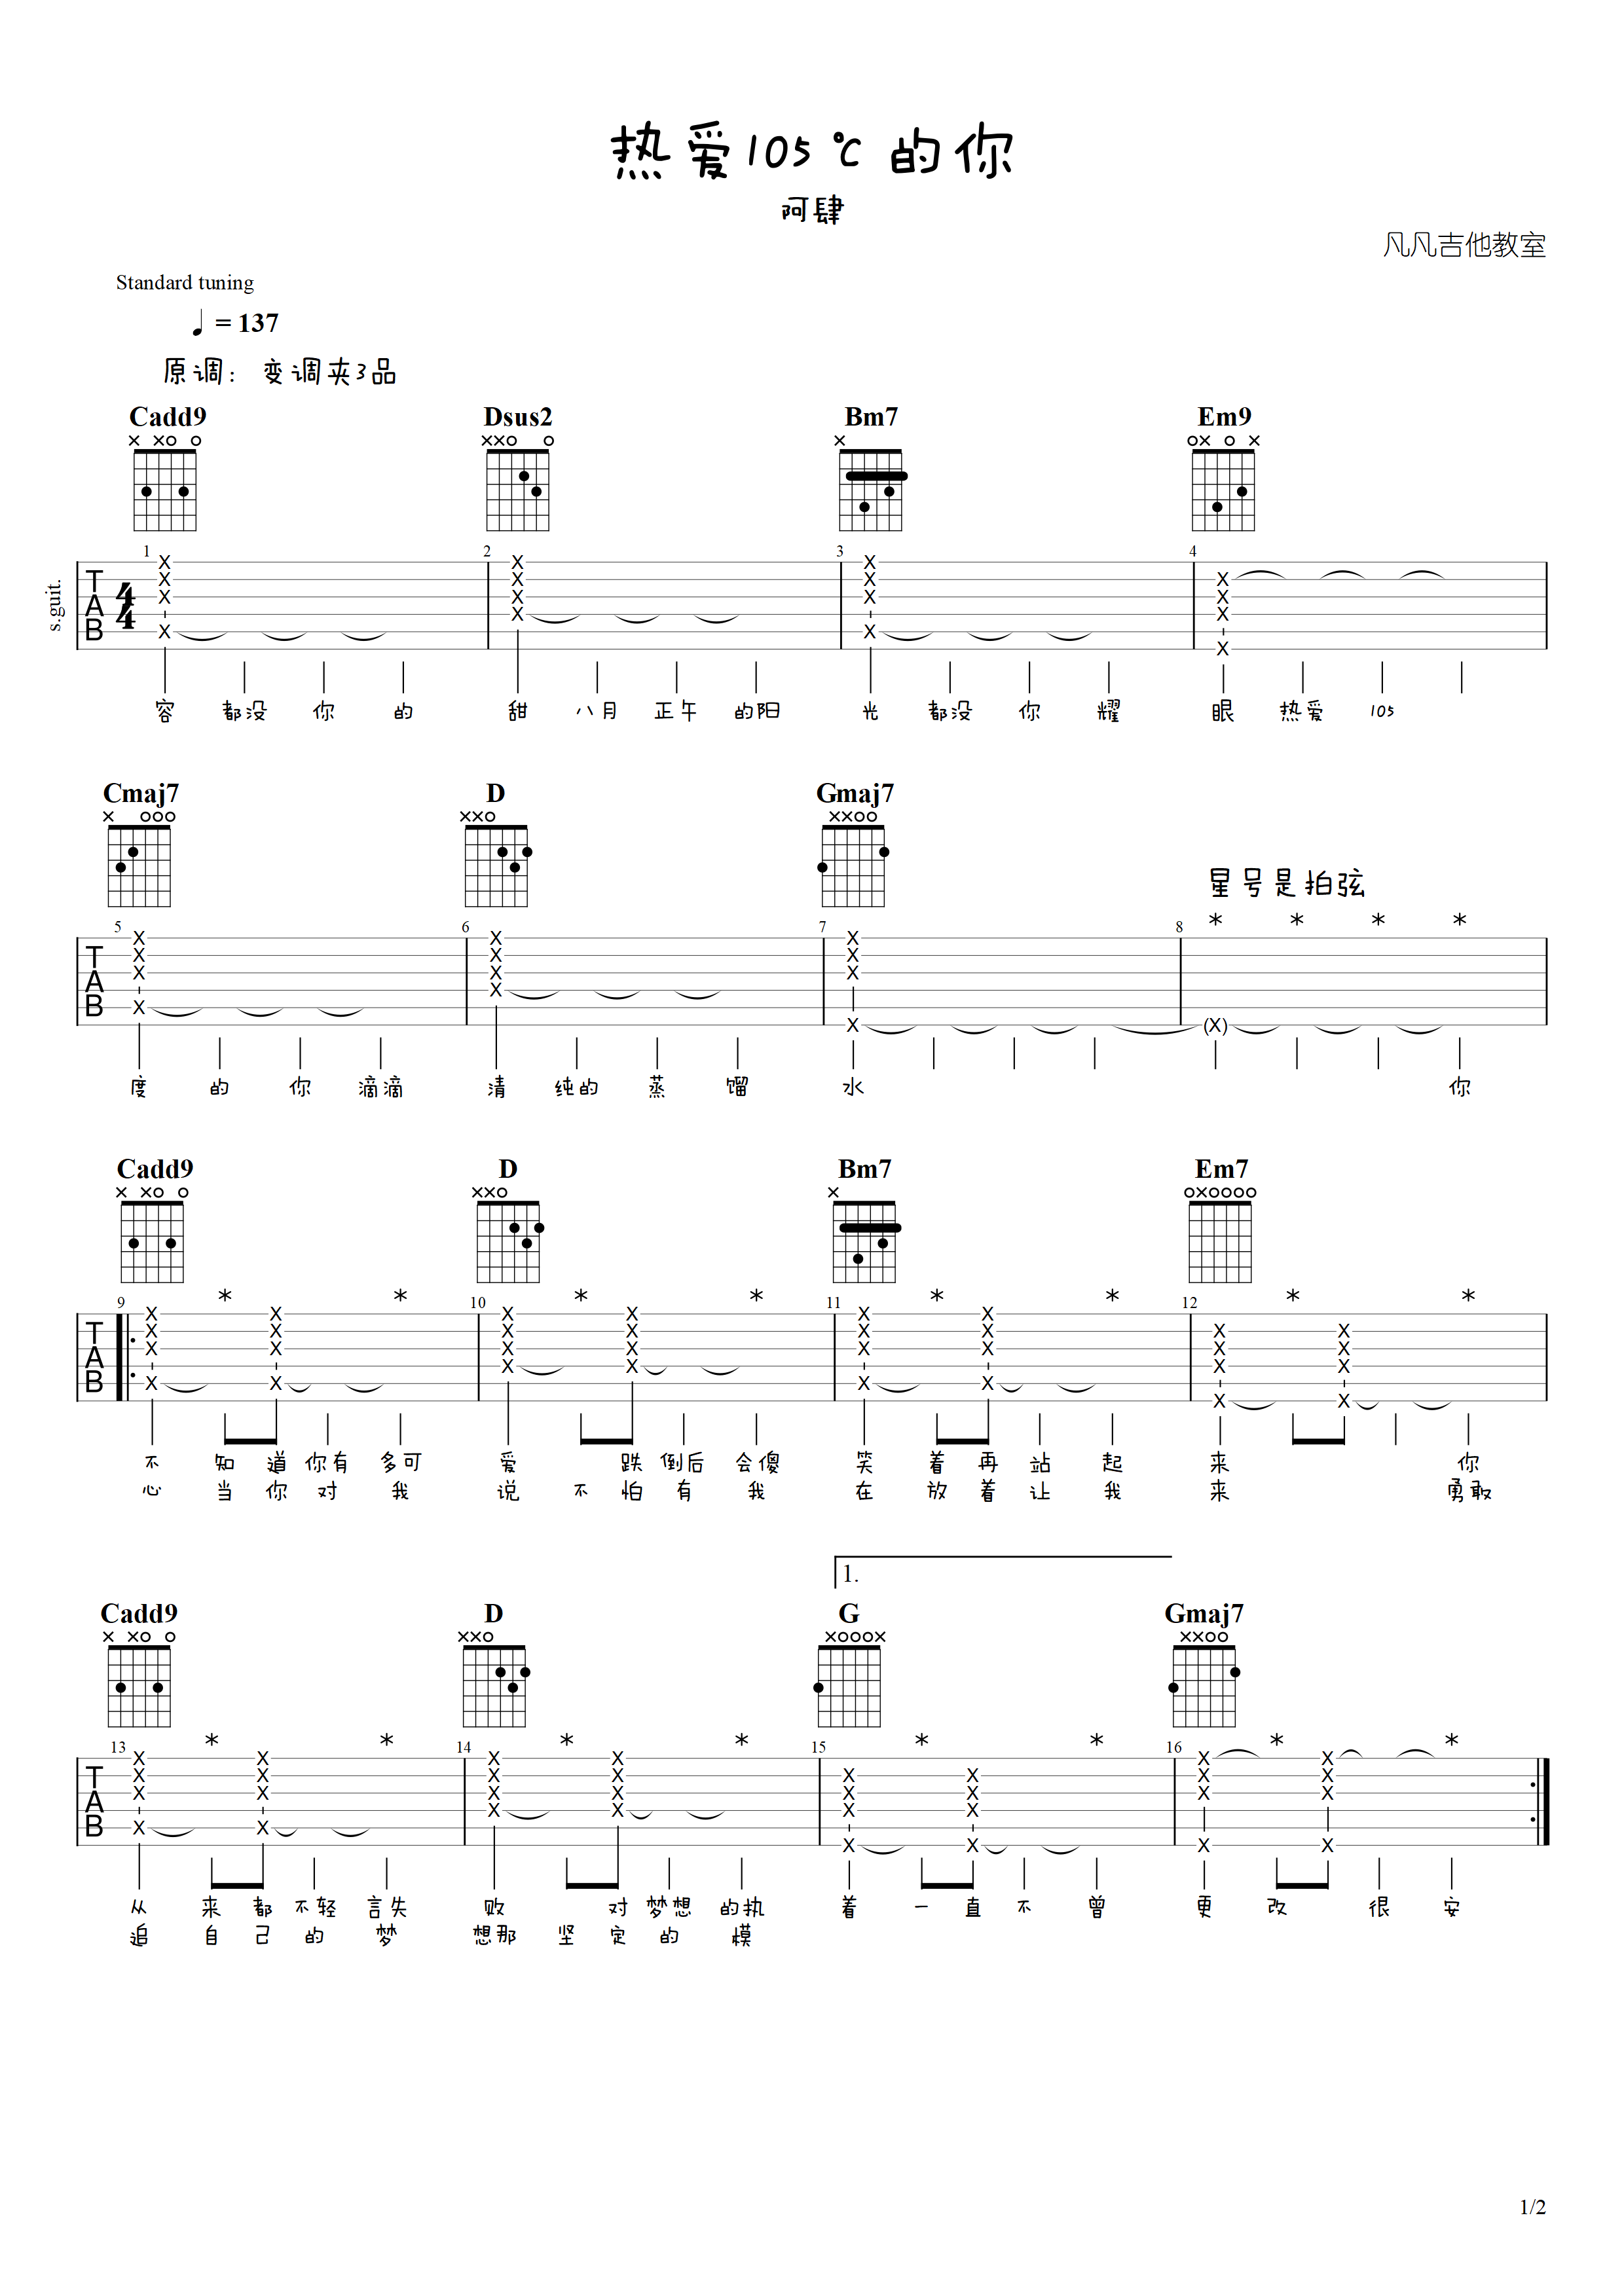 热爱105℃的你
阿肆
凡凡吉他教室
Standard tuning
♩ = 137
原调：变调夹3品
Cadd9 Dsus2 Bm7 Em9
s.guit.
1 2 3 4
TAB 4/4
容 都没 你 的 甜 八月 正午 的阳 光 都没 你 耀 眼 热爱 105
Cmaj7 D Gmaj7
星号是拍弦
5 6 7 8 * * * *
TAB
度 的 你 滴滴 清 纯的 蒸 馏 水 你
Cadd9 D Bm7 Em7
9 * * 10 * * 11 * * 12 * *
TAB
不 知 道 你有 多可 爱 跌 倒后 会傻 笑 着 再 站 起 来 你
心 当 你 对 我 说 不 怕 有 我 在 放 着 让 我 来 勇敢
1.
Cadd9 D G Gmaj7
13 * * 14 * * 15 * * 16 * *
TAB
从 来 都 不轻 言失 败 对 梦想 的执 着 一 直 不 曾 更 改 很 安
追 自 己 的 梦 想那 坚 定 的 模
1/2